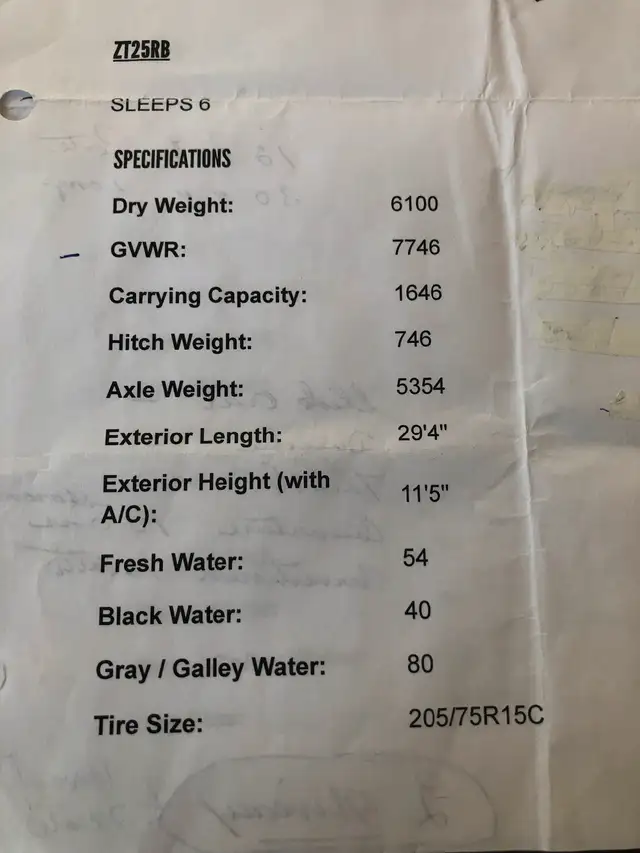 ZT25RB
SLEEPS 6
SPECIFICATIONS
Dry Weight: 6100
GVWR: 7746
Carrying Capacity: 1646
Hitch Weight: 746
Axle Weight: 5354
Exterior Length: 29'4"
Exterior Height (with
A/C): 11'5"
Fresh Water: 54
Black Water: 40
Gray / Galley Water: 80
Tire Size: 205/75R15C